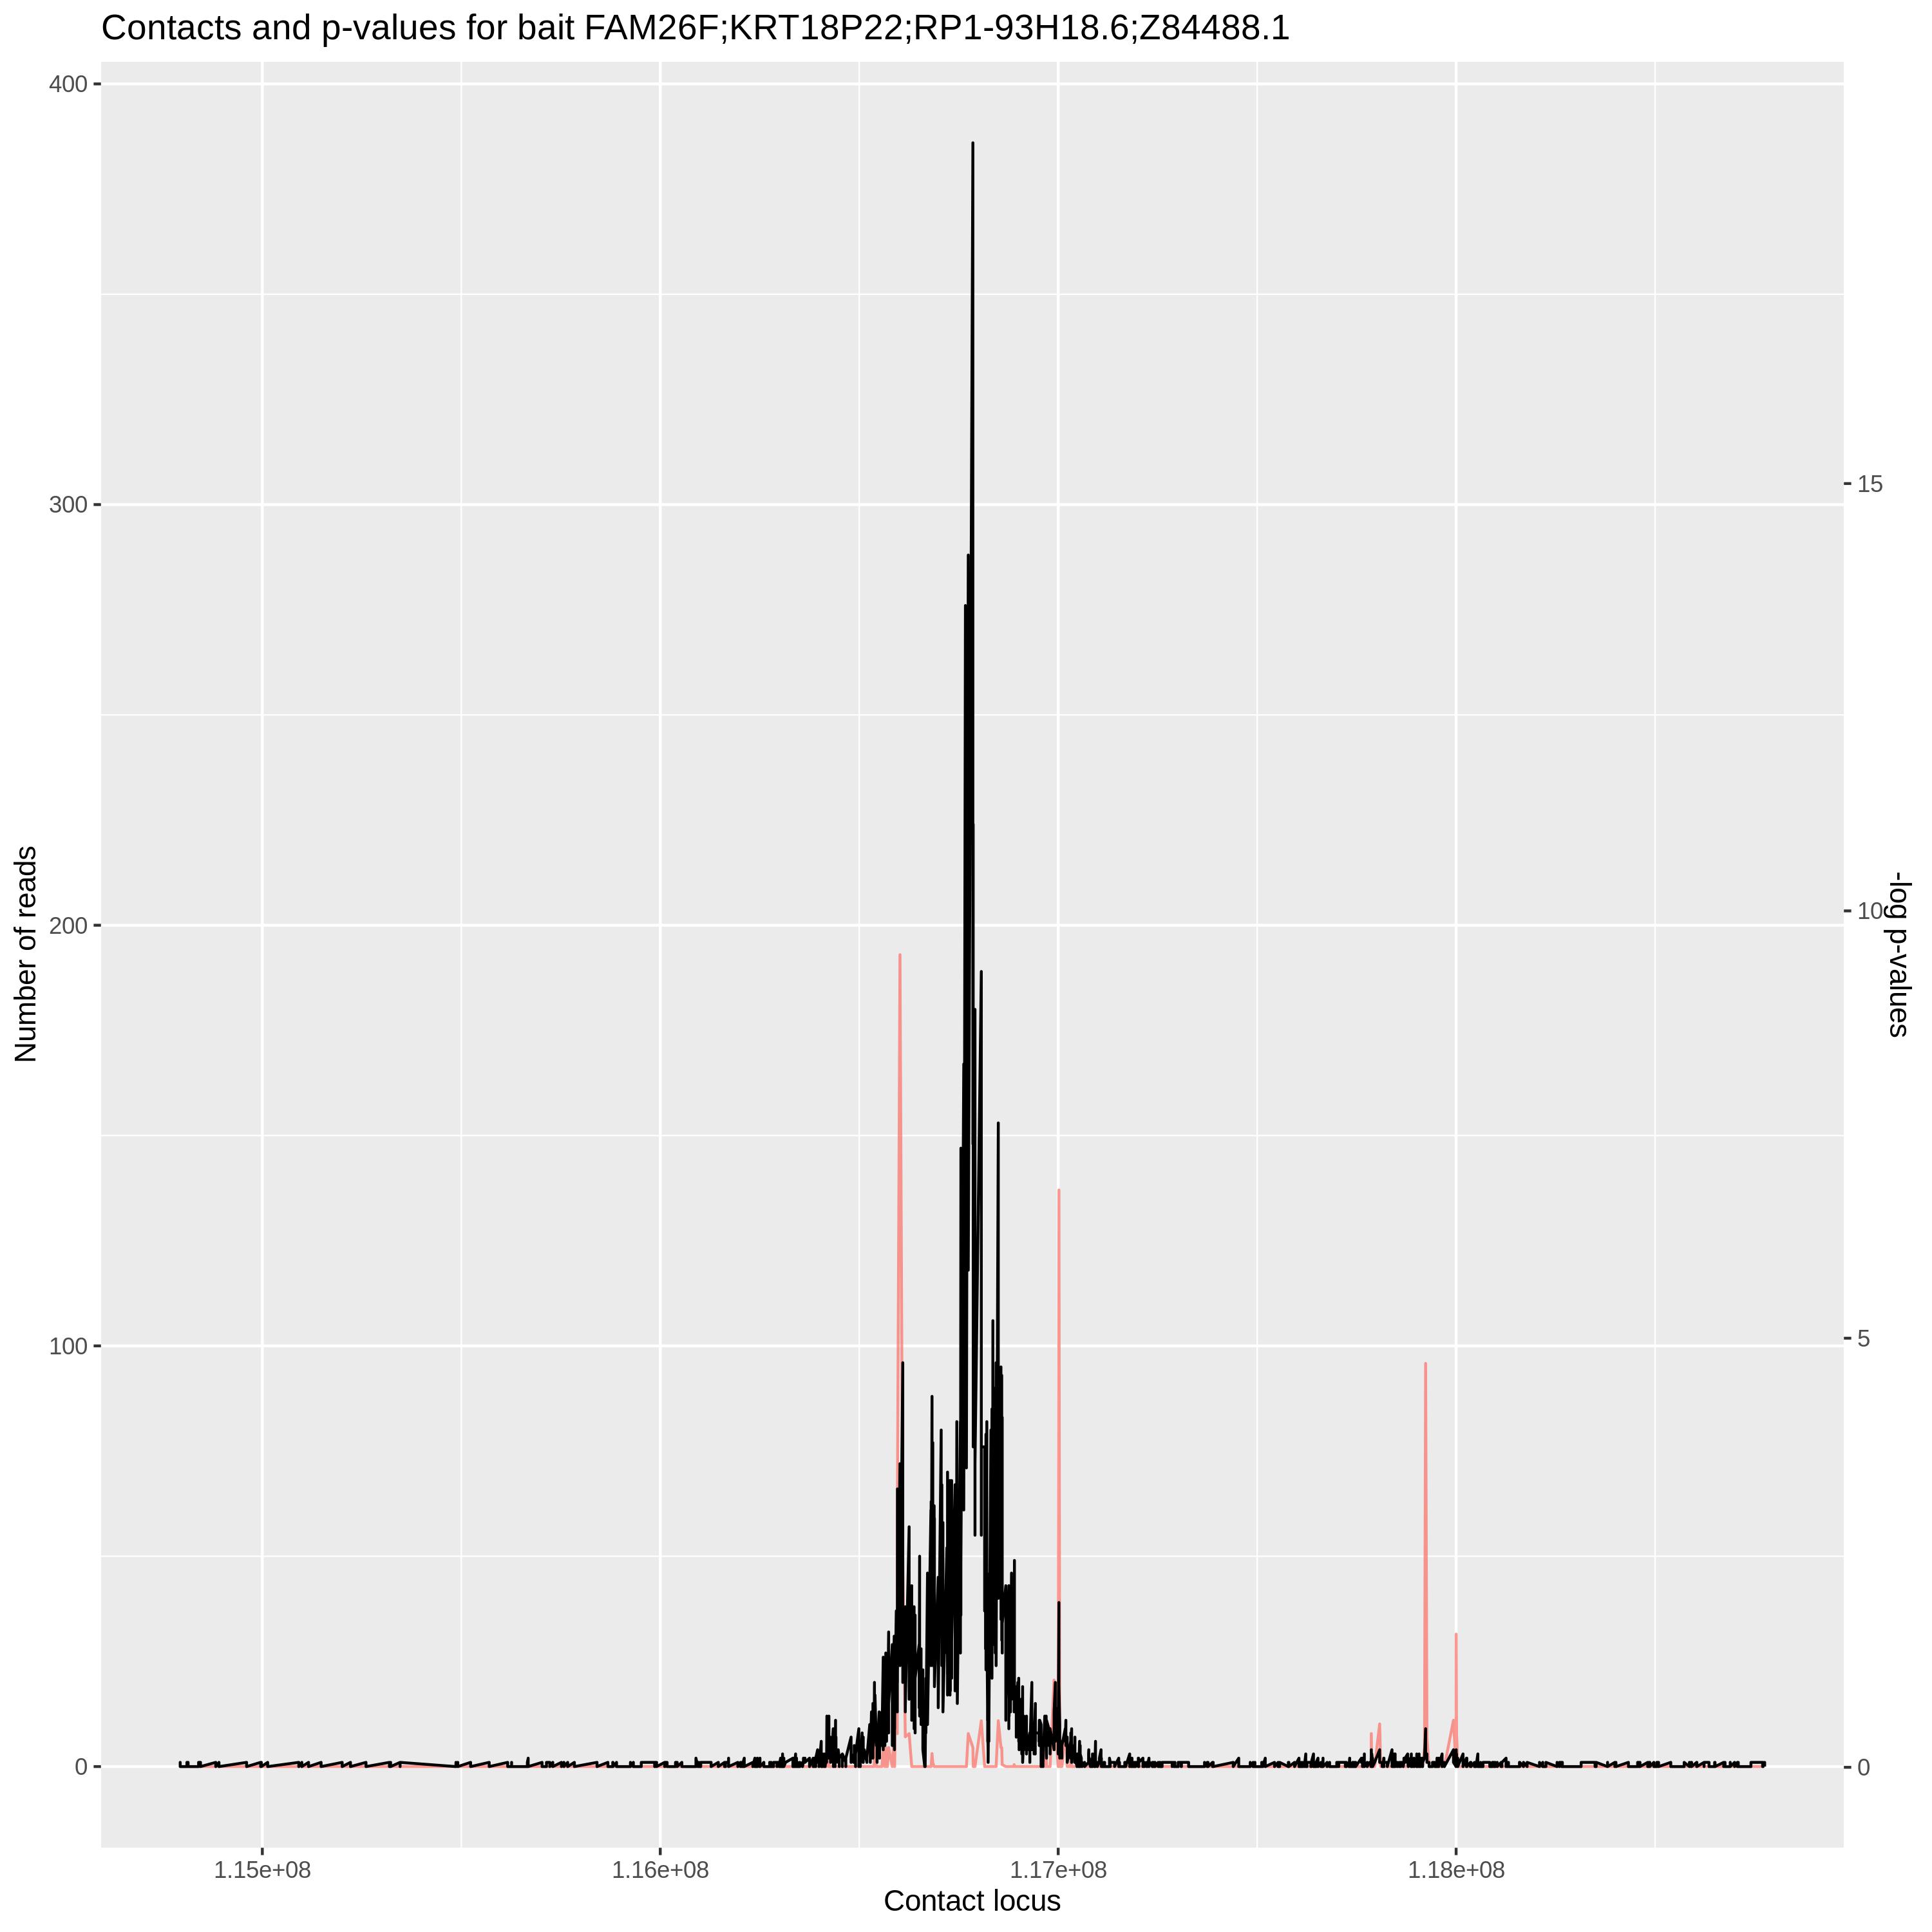 Contacts and p-values for bait FAM26F;KRT18P22;RP1-93H18.6;Z84488.1
400
300
200
100
0
Number of reads
15
10
5
0
-log p-values
1.15e+08
1.16e+08
1.17e+08
1.18e+08
Contact locus